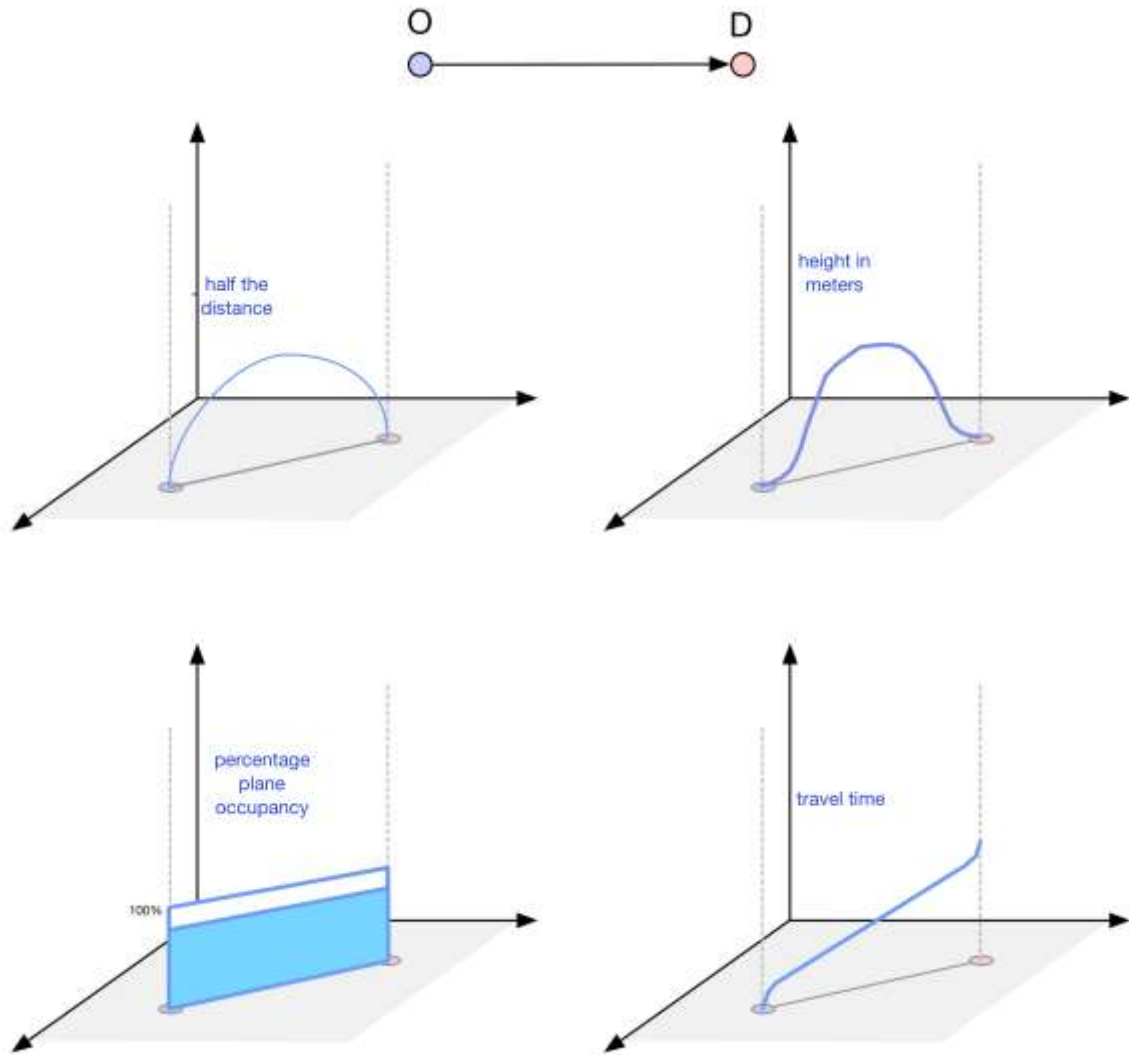 O
D
half the
distance
height in
meters
percentage
plane
occupancy
100%
travel time